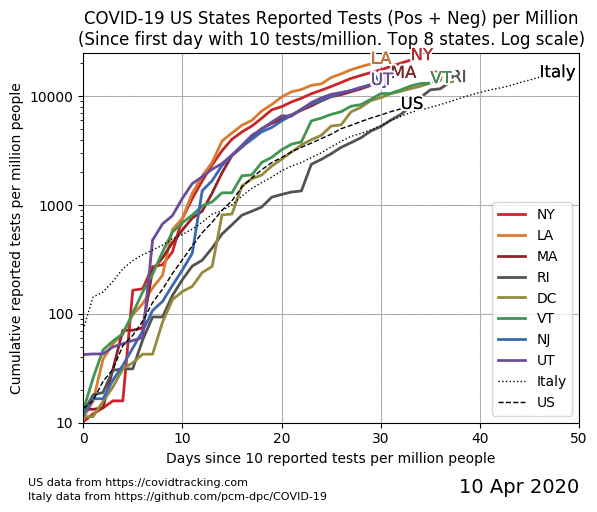 COVID-19 US States Reported Tests (Pos + Neg) per Million
(Since first day with 10 tests/million. Top 8 states. Log scale)
Cumulative reported tests per million people
10000
1000
100
10
LA
NY
MA
UT
VT
RI
US
Italy
NY
LA
MA
RI
DC
VT
NJ
UT
Italy
US
0 10 20 30 40 50
Days since 10 reported tests per million people
US data from https://covidtracking.com
Italy data from https://github.com/pcm-dpc/COVID-19
10 Apr 2020